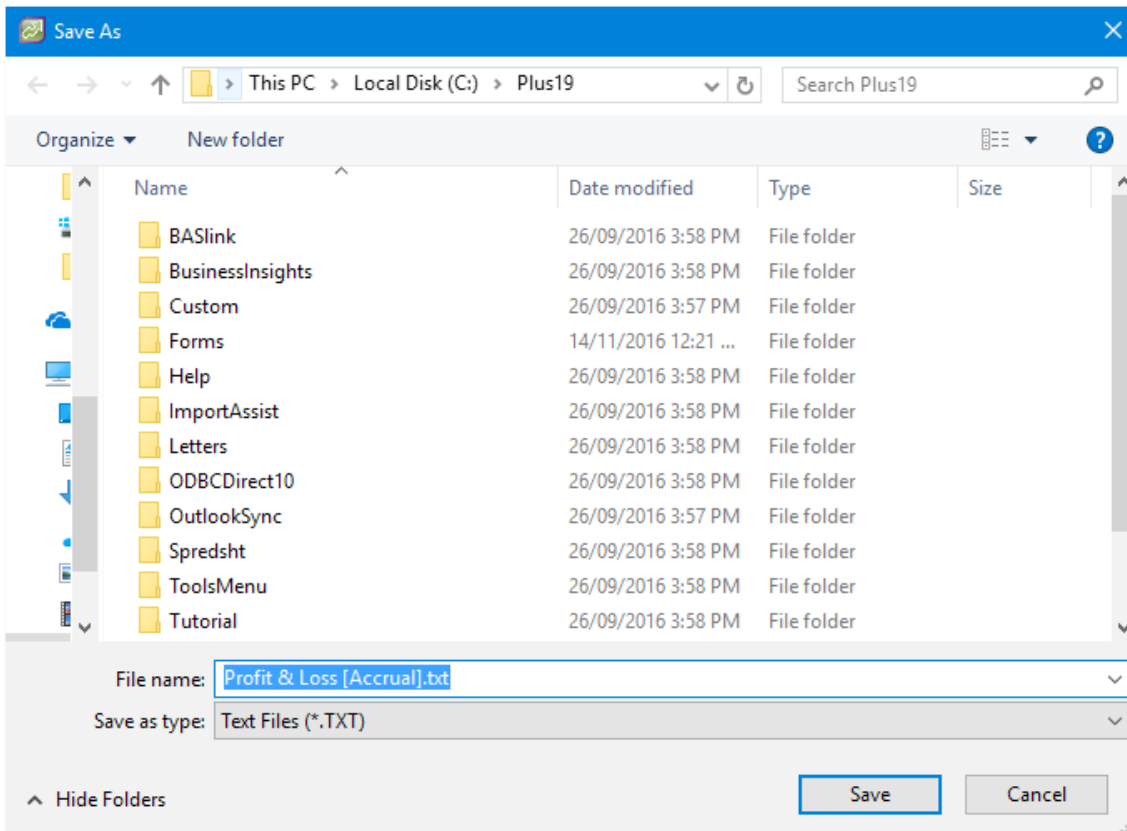 Save As
This PC > Local Disk (C:) > Plus19 Search Plus19
Organize New folder
Name Date modified Type Size
BASlink 26/09/2016 3:58 PM File folder
BusinessInsights 26/09/2016 3:58 PM File folder
Custom 26/09/2016 3:57 PM File folder
Forms 14/11/2016 12:21 ... File folder
Help 26/09/2016 3:58 PM File folder
ImportAssist 26/09/2016 3:58 PM File folder
Letters 26/09/2016 3:58 PM File folder
ODBCDirect10 26/09/2016 3:58 PM File folder
OutlookSync 26/09/2016 3:57 PM File folder
Spredsht 26/09/2016 3:58 PM File folder
ToolsMenu 26/09/2016 3:58 PM File folder
Tutorial 26/09/2016 3:58 PM File folder
File name: Profit & Loss [Accrual].txt
Save as type: Text Files (*.TXT)
Hide Folders Save Cancel